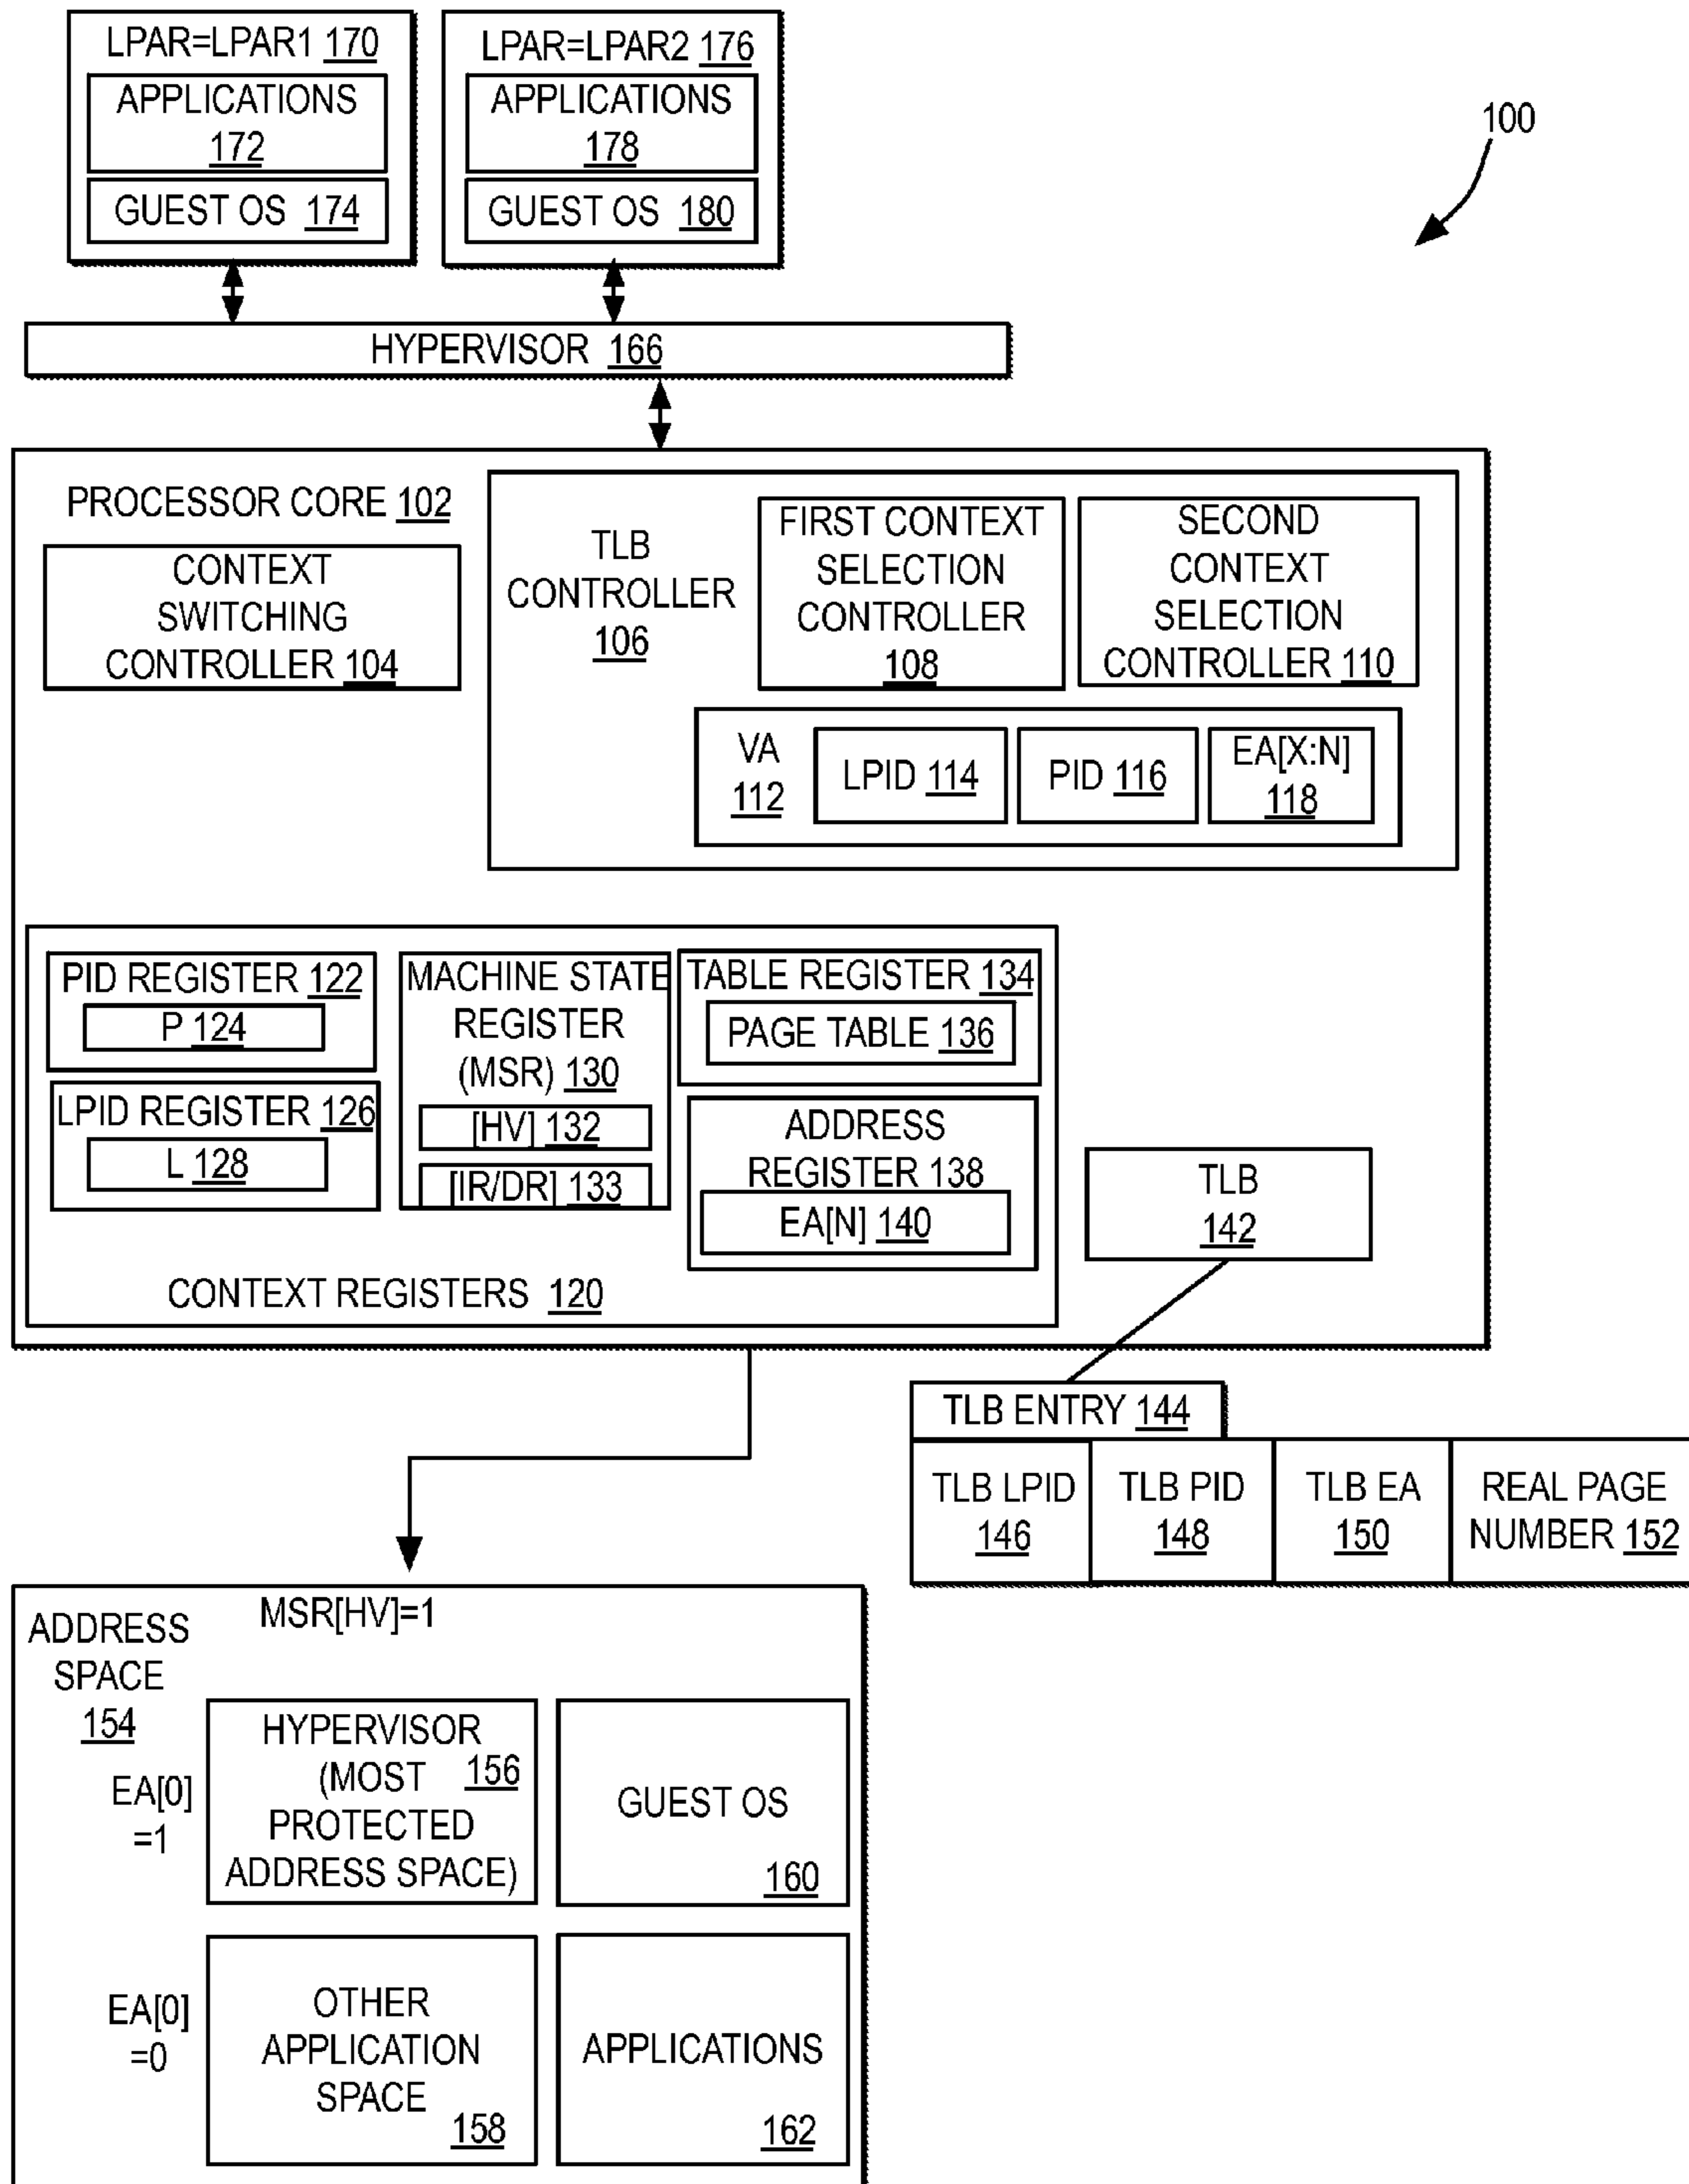 LPAR=LPAR1 170
APPLICATIONS
172
GUEST OS 174
LPAR=LPAR2 176
APPLICATIONS
178
GUEST OS 180
100
HYPERVISOR 166
PROCESSOR CORE 102
CONTEXT
SWITCHING
CONTROLLER 104
TLB
CONTROLLER
106
FIRST CONTEXT
SELECTION
CONTROLLER
108
SECOND
CONTEXT
SELECTION
CONTROLLER 110
VA
112
LPID 114
PID 116
EA[X:N]
118
PID REGISTER 122
P 124
LPID REGISTER 126
L 128
MACHINE STATE
REGISTER
(MSR) 130
[HV] 132
[IR/DR] 133
TABLE REGISTER 134
PAGE TABLE 136
ADDRESS
REGISTER 138
EA[N] 140
CONTEXT REGISTERS 120
TLB
142
TLB ENTRY 144
TLB LPID
146
TLB PID
148
TLB EA
150
REAL PAGE
NUMBER 152
ADDRESS
SPACE
154
MSR[HV]=1
EA[0]
=1
HYPERVISOR
(MOST 156
PROTECTED
ADDRESS SPACE)
GUEST OS
160
EA[0]
=0
OTHER
APPLICATION
SPACE
158
APPLICATIONS
162